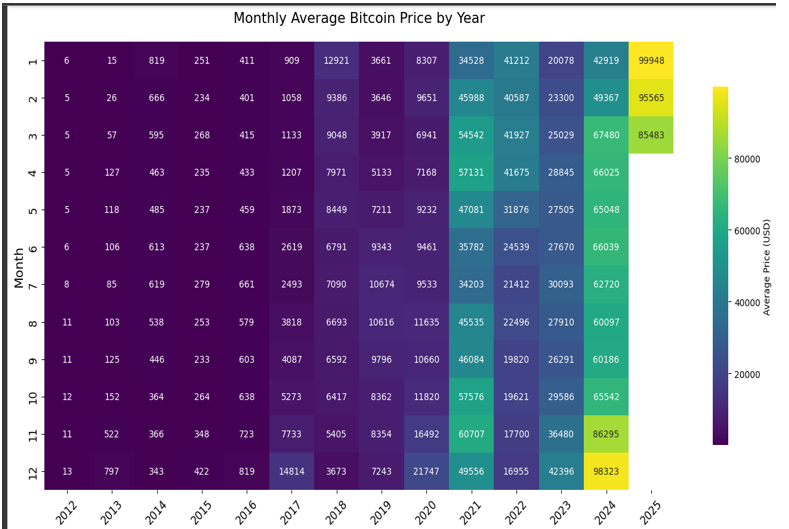 Monthly Average Bitcoin Price by Year
1 6 15 819 251 411 909 12921 3661 8307 34528 41212 20078 42919 99948
2 5 26 666 234 401 1058 9386 3646 9651 45988 40587 23300 49367 95565
3 5 57 595 268 415 1133 9048 3917 6941 54542 41927 25029 67480 85483
4 5 127 463 235 433 1207 7971 5133 7168 57131 41675 28845 66025
80000
5 5 118 485 237 459 1873 8449 7211 9232 47081 31876 27505 65048
6 6 106 613 237 638 2619 6791 9343 9461 35782 24539 27670 66039
Month
Average Price (USD)
7 8 85 619 279 661 2493 7090 10674 9533 34203 21412 30093 62720
40000
8 11 103 538 253 579 3818 6693 10616 11635 45535 22496 27910 60097
9 11 125 446 233 603 4087 6592 9796 10660 46084 19820 26291 60186
20000
10 12 152 364 264 638 5273 6417 8362 11820 57576 19621 29586 65542
11 11 522 366 348 723 7733 5405 8354 16492 60707 17700 36480 86295
12 13 797 343 422 819 14814 3673 7243 21747 49556 16955 42396 98323
2012 2013 2014 2015 2016 2017 2018 2019 2020 2021 2022 2023 2024 2025
60000